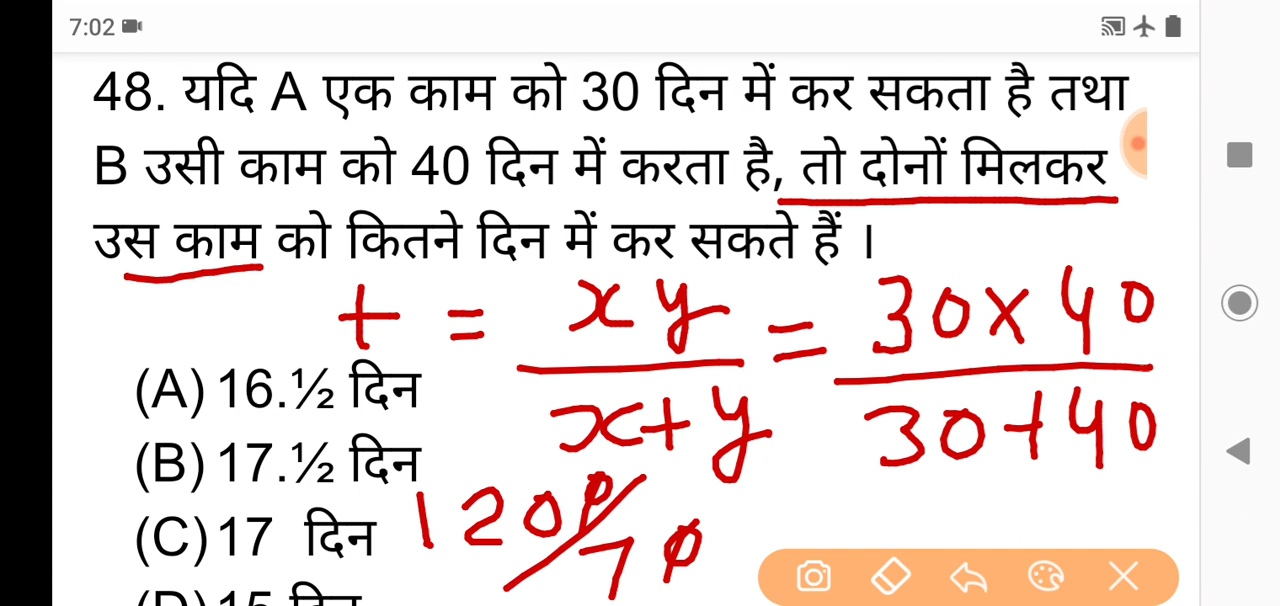 7:02
48. यदि A एक काम को 30 दिन में कर सकता है तथा
B उसी काम को 40 दिन में करता है, तो दोनों मिलकर
उस काम को कितने दिन में कर सकते हैं ।
t = xy/x+y = 30×40/30+40
(A) 16.½ दिन
(B) 17.½ दिन
(C) 17 दिन
1200/70
(D) 15 दिन